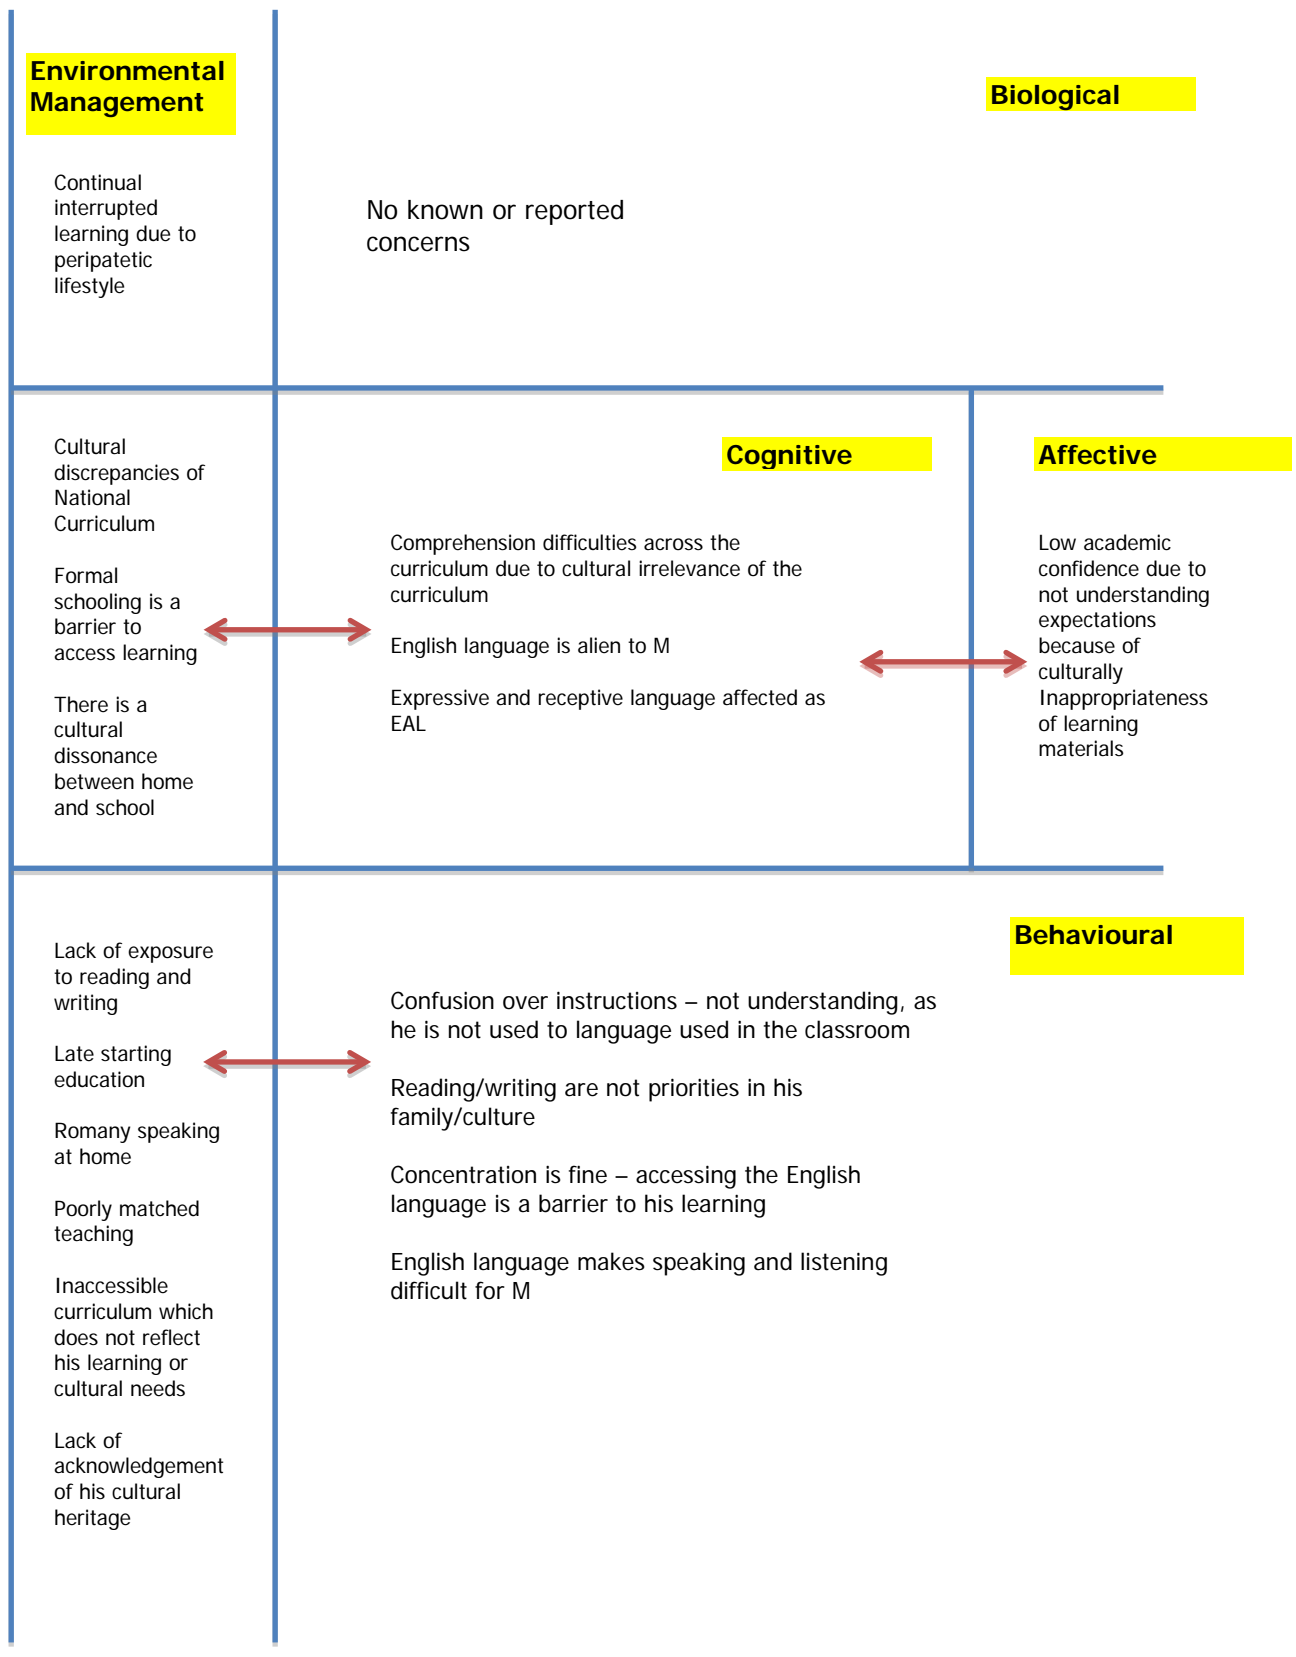 Environmental
Management
Biological
Continual
interrupted
learning due to
peripatetic
lifestyle
No known or reported
concerns
Cultural
discrepancies of
National
Curriculum
Formal
schooling is a
barrier to
access learning
There is a
cultural
dissonance
between home
and school
Cognitive
Comprehension difficulties across the
curriculum due to cultural irrelevance of the
curriculum
English language is alien to M
Expressive and receptive language affected as
EAL
Affective
Low academic
confidence due to
not understanding
expectations
because of
culturally
Inappropriateness
of learning
materials
Lack of exposure
to reading and
writing
Late starting
education
Romany speaking
at home
Poorly matched
teaching
Inaccessible
curriculum which
does not reflect
his learning or
cultural needs
Lack of
acknowledgement
of his cultural
heritage
Behavioural
Confusion over instructions – not understanding, as
he is not used to language used in the classroom
Reading/writing are not priorities in his
family/culture
Concentration is fine – accessing the English
language is a barrier to his learning
English language makes speaking and listening
difficult for M